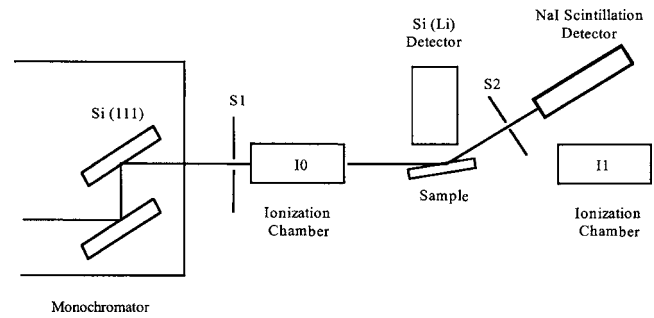 Si (Li)
Detector
NaI Scintillation
Detector
Si (111)
S1
S2
I0
I1
Sample
Ionization
Chamber
Ionization
Chamber
Monochromator